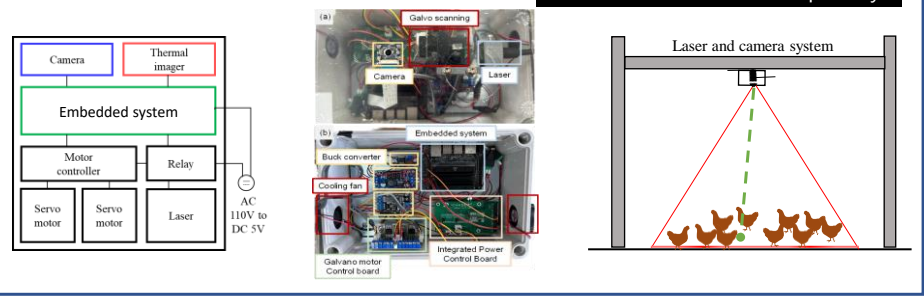 Camera
Thermal
imager
Embedded system
Motor
controller
Relay
Servo
motor
Servo
motor
Laser
AC
110V to
DC 5V
(a)
Galvo scanning
Camera
Laser
(b)
Embedded system
Buck converter
Cooling fan
Galvano motor
Control board
Integrated Power
Control Board
Laser and camera system